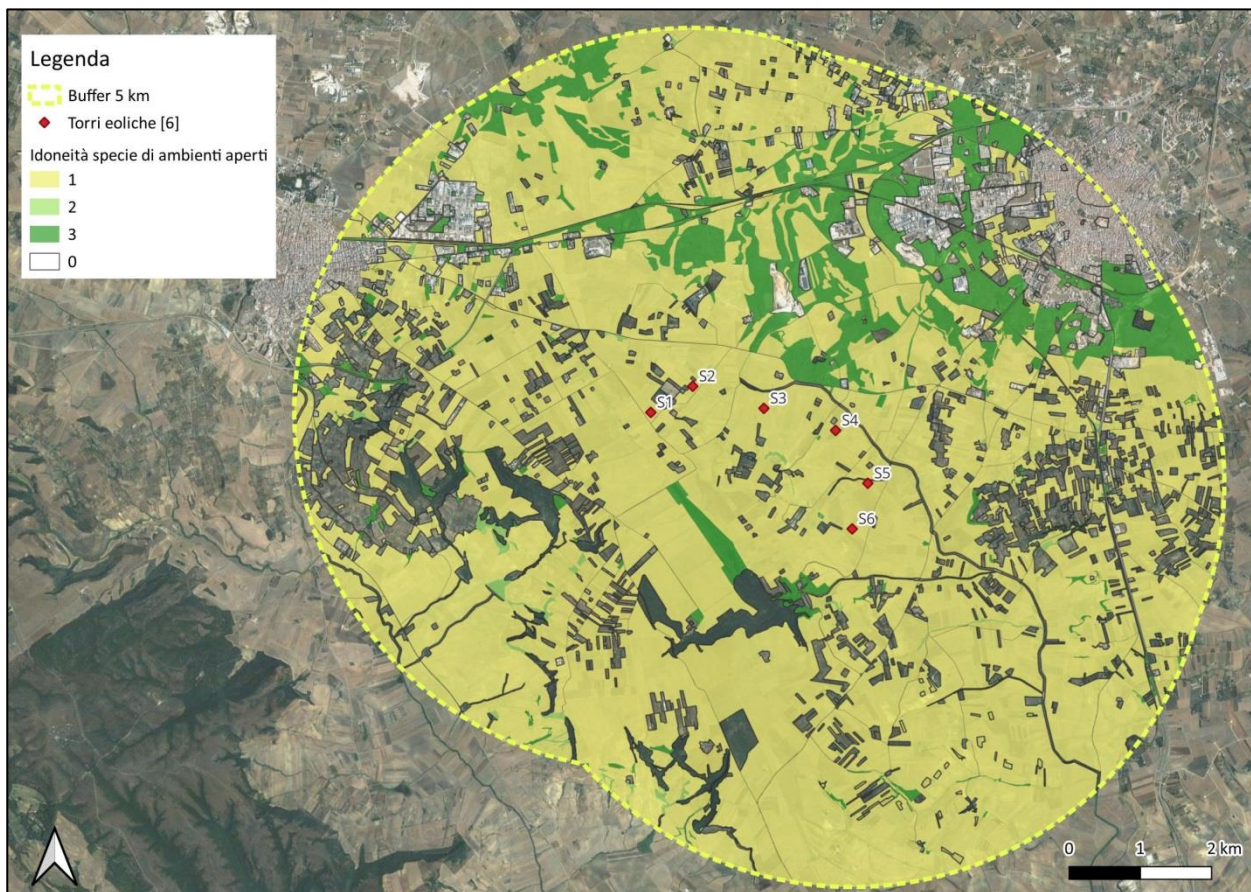 Legenda
Buffer 5 km
Torri eoliche [6]
Idoneità specie di ambienti aperti
1
2
3
0
S2
S1
S3
S4
S5
S6
0 1 2 km